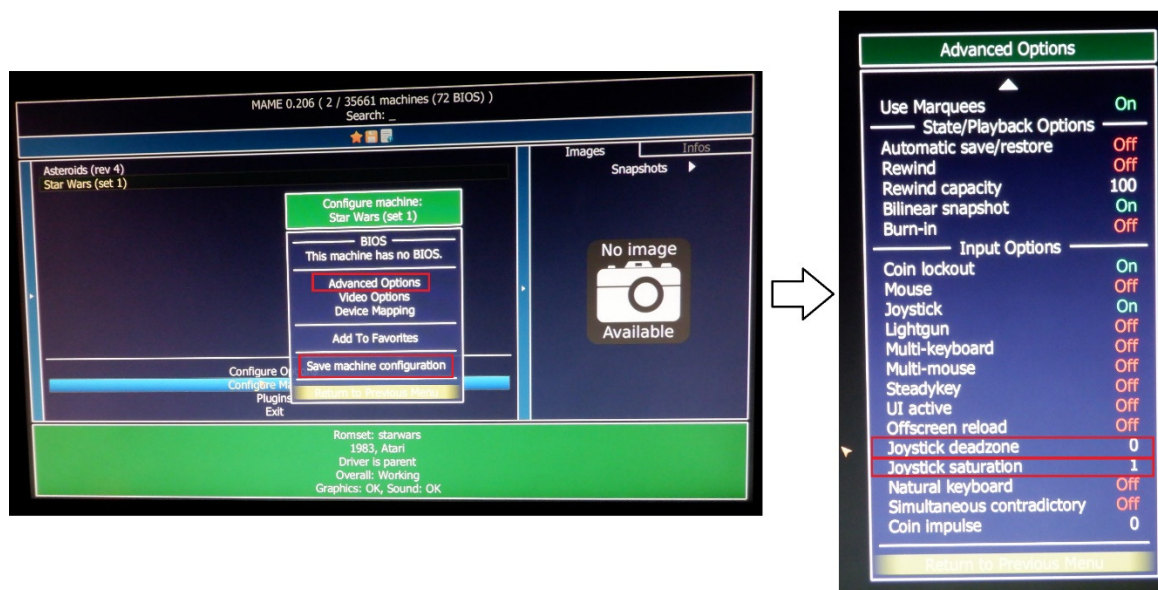 MAME 0.206 ( 2 / 35661 machines (72 BIOS) )
Search: _
Asteroids (rev 4)
Star Wars (set 1)
Images
Infos
Snapshots
No image
Available
Configure machine:
Star Wars (set 1)
BIOS
This machine has no BIOS.
Advanced Options
Video Options
Device Mapping
Add To Favorites
Save machine configuration
Return to Previous Menu
Configure O
Configure Ma
Plugins
Exit
Romset: starwars
1983, Atari
Driver is parent
Overall: Working
Graphics: OK, Sound: OK
Advanced Options
Use Marquees On
State/Playback Options
Automatic save/restore Off
Rewind Off
Rewind capacity 100
Bilinear snapshot On
Burn-in Off
Input Options
Coin lockout On
Mouse Off
Joystick On
Lightgun Off
Multi-keyboard Off
Multi-mouse Off
Steadykey Off
UI active Off
Offscreen reload Off
Joystick deadzone 0
Joystick saturation 1
Natural keyboard Off
Simultaneous contradictory Off
Coin impulse 0
Return to Previous Menu